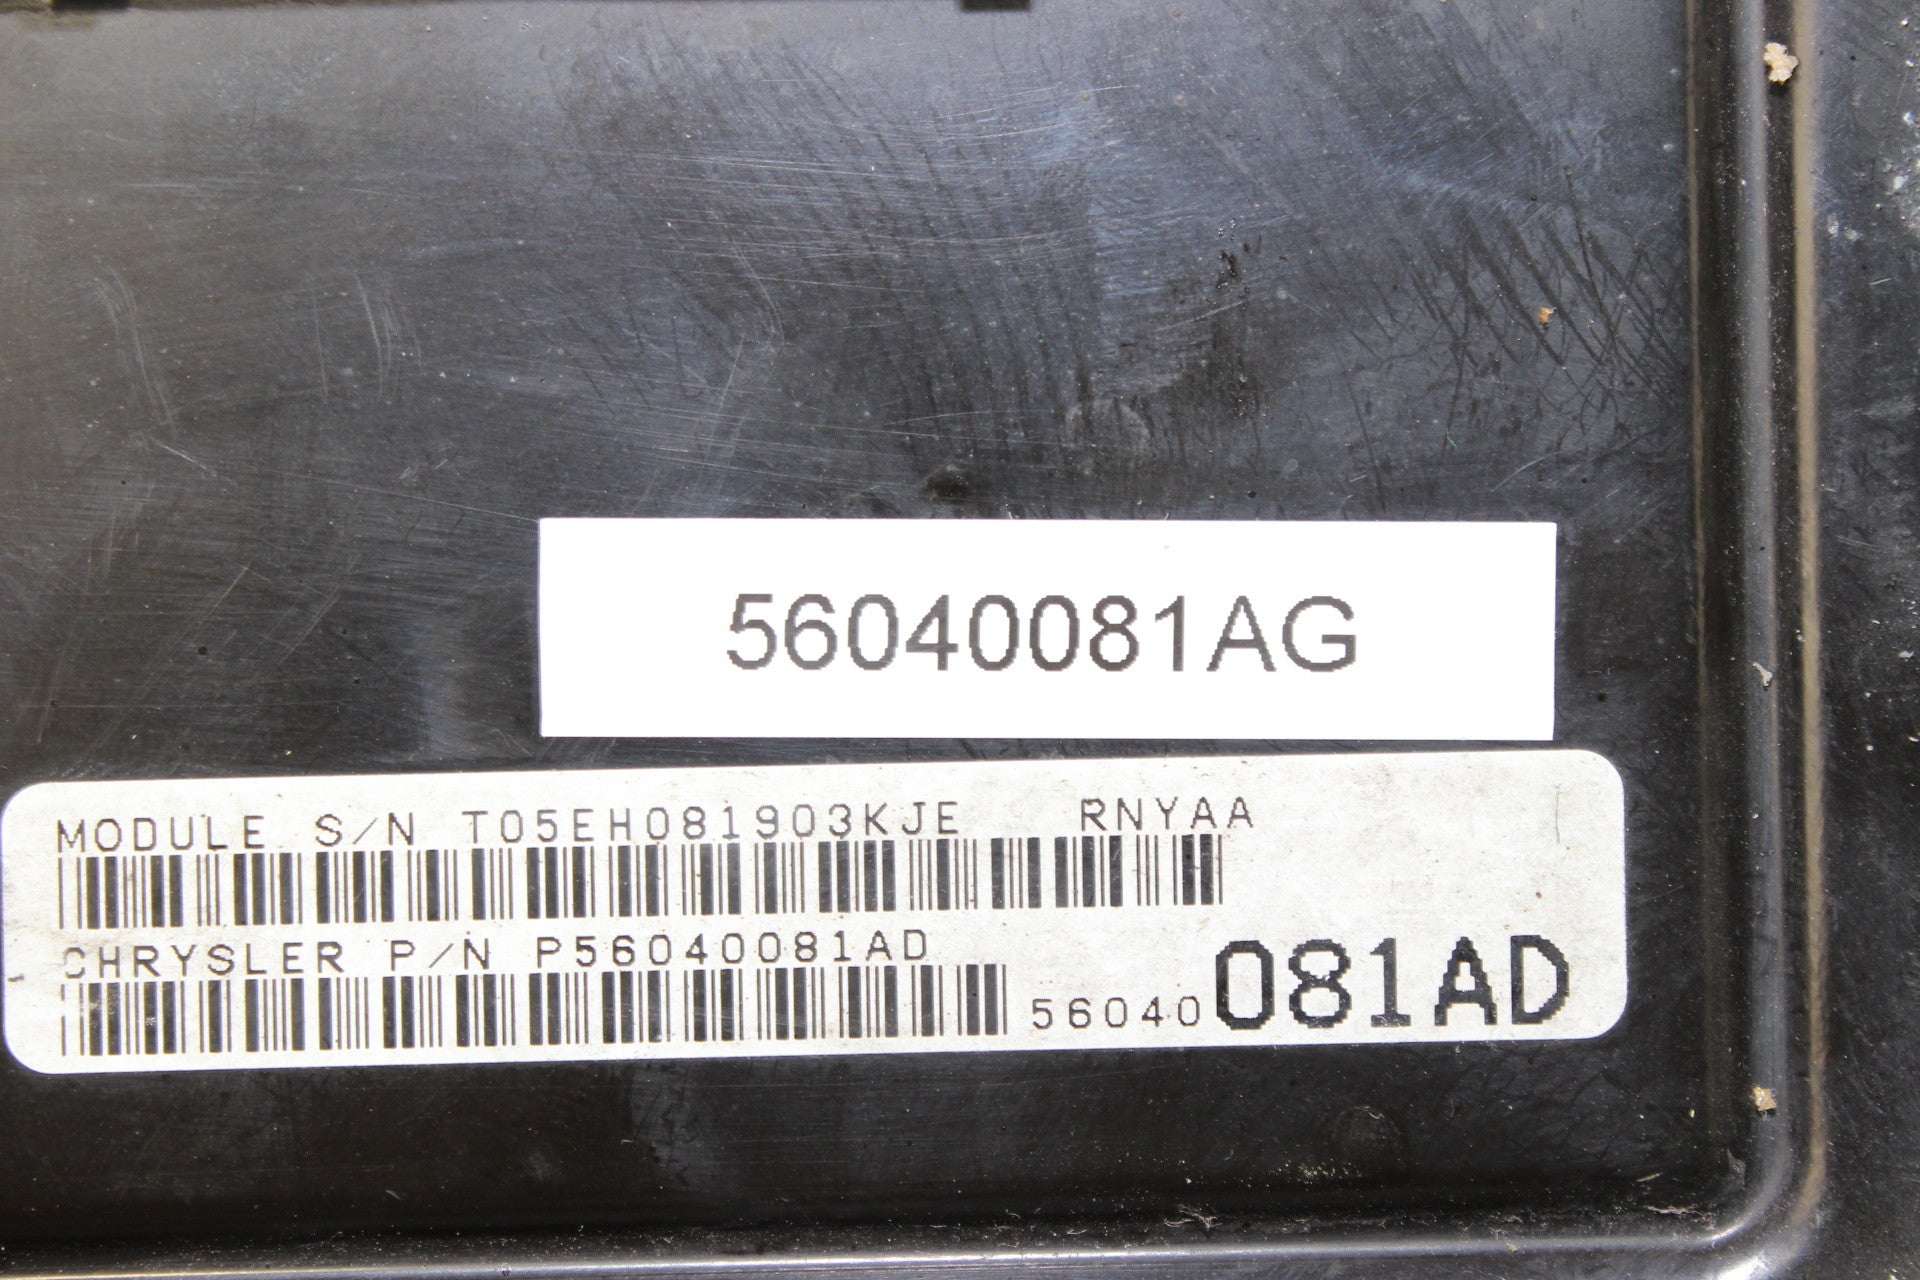 56040081AG
MODULE S/N T05EH081903KJE RNYAA
CHRYSLER P/N P56040081AD
56040081AD